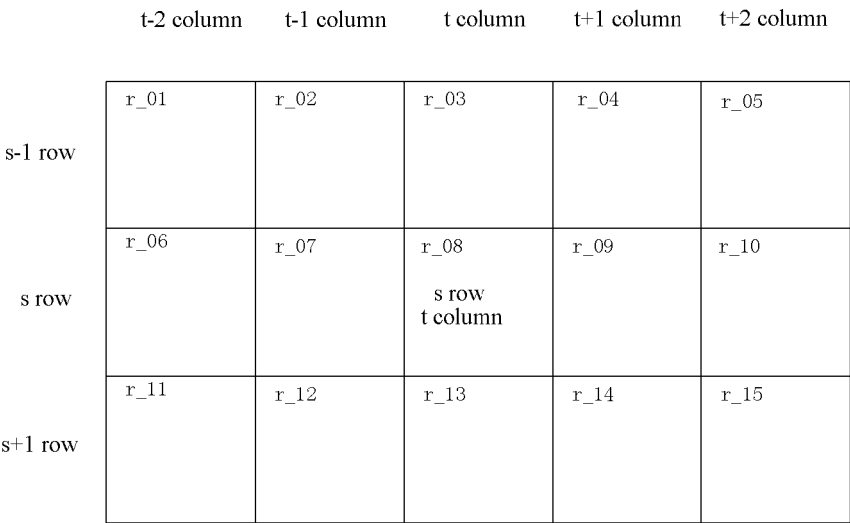 t-2 column t-1 column t column t+1 column t+2 column
r_01 r_02 r_03 r_04 r_05
s-1 row
r_06 r_07 r_08 r_09 r_10
s row s row
t column
r_11 r_12 r_13 r_14 r_15
s+1 row